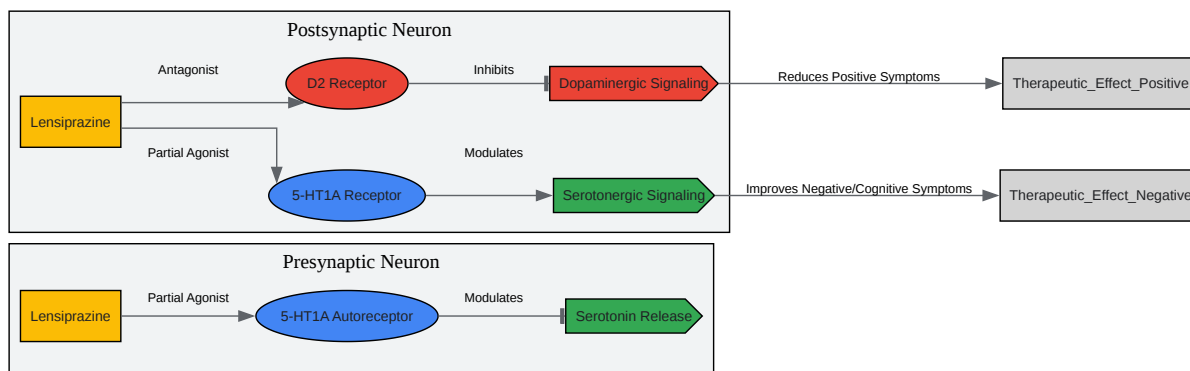 Postsynaptic Neuron
Antagonist
D2 Receptor
Inhibits
Dopaminergic Signaling
Reduces Positive Symptoms
Therapeutic_Effect_Positive
Lensiprazine
Partial Agonist
5-HT1A Receptor
Modulates
Serotonergic Signaling
Improves Negative/Cognitive Symptoms
Therapeutic_Effect_Negative
Presynaptic Neuron
Lensiprazine
Partial Agonist
5-HT1A Autoreceptor
Modulates
Serotonin Release